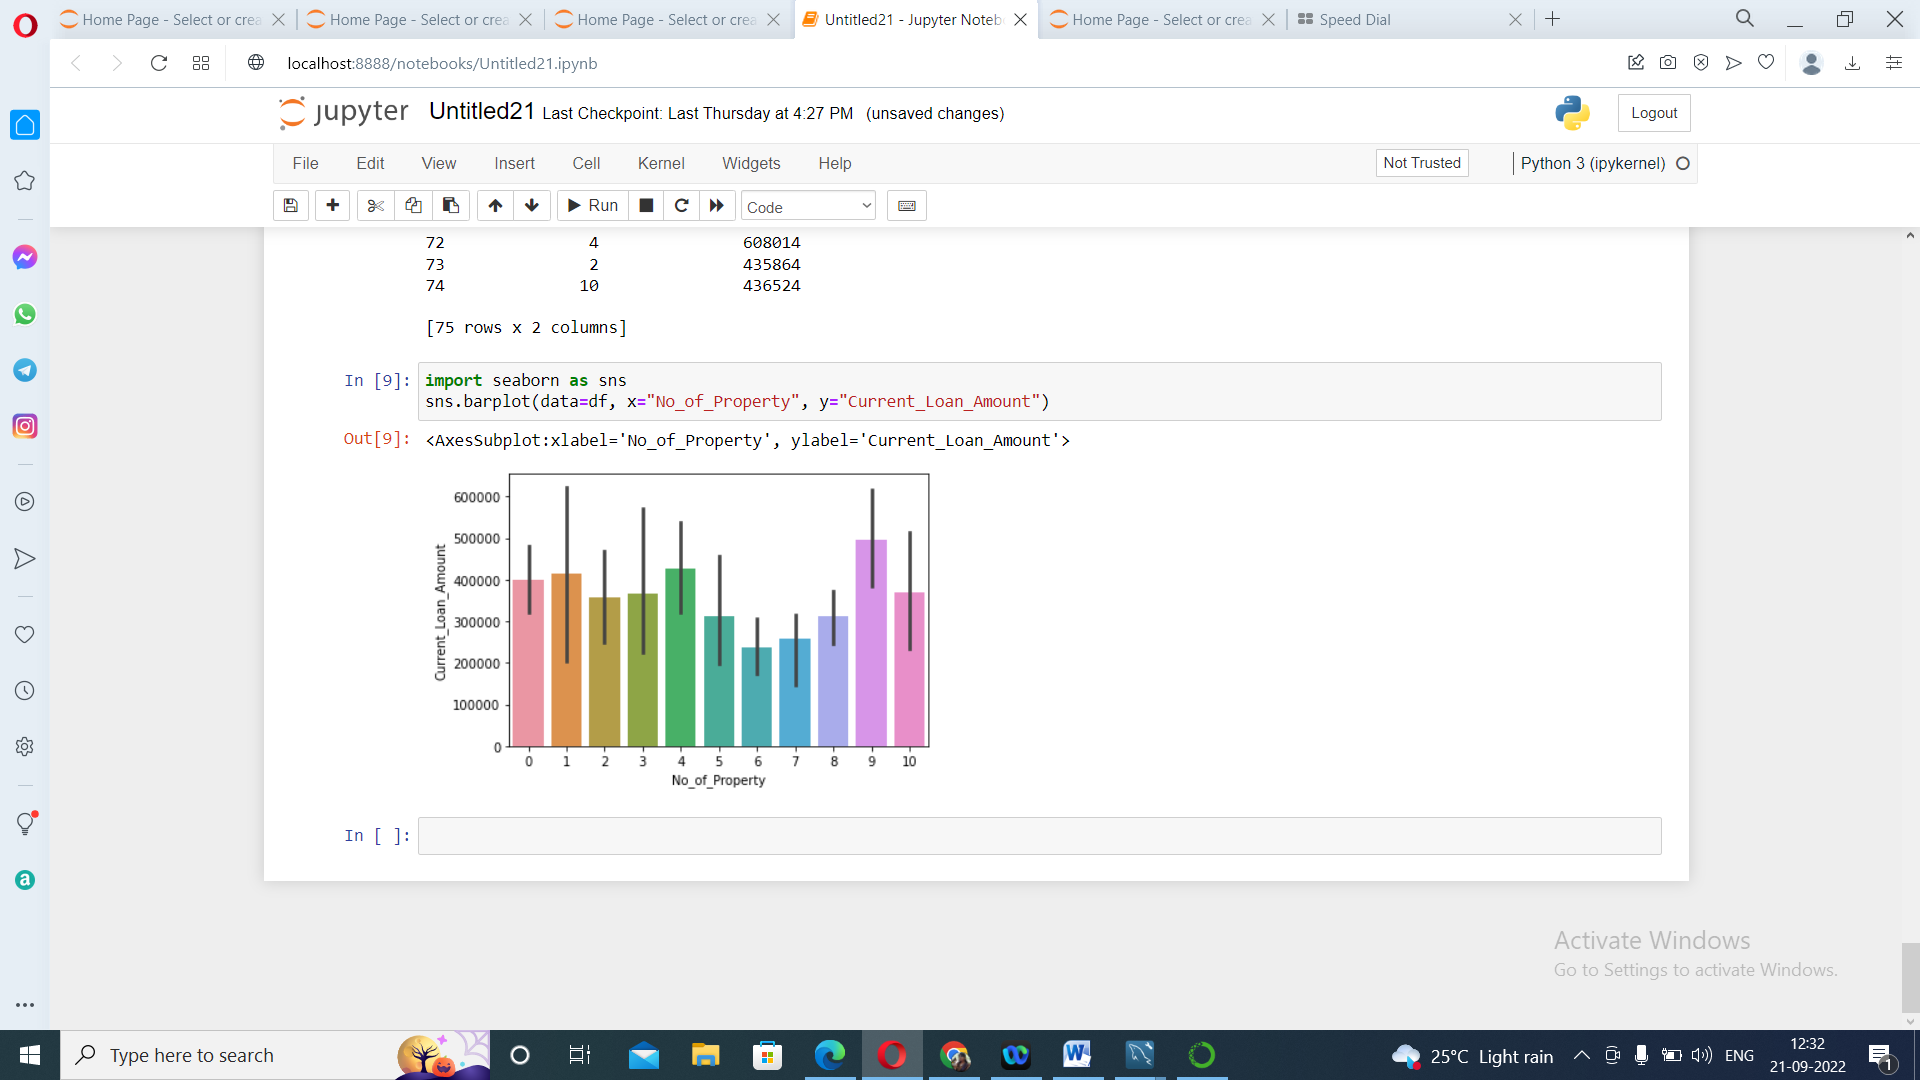 Home Page - Select or crea
Home Page - Select or crea
Home Page - Select or crea
Untitled21 - Jupyter Noteb
Home Page - Select or crea
Speed Dial
localhost:8888/notebooks/Untitled21.ipynb
jupyter Untitled21 Last Checkpoint: Last Thursday at 4:27 PM (unsaved changes)
Logout
File Edit View Insert Cell Kernel Widgets Help
Not Trusted
Python 3 (ipykernel)
Run
Code
72 4 608014
73 2 435864
74 10 436524
[75 rows x 2 columns]
In [9]:
import seaborn as sns
sns.barplot(data=df, x="No_of_Property", y="Current_Loan_Amount")
Out[9]: <AxesSubplot:xlabel='No_of_Property', ylabel='Current_Loan_Amount'>
Current_Loan_Amount
600000
500000
400000
300000
200000
100000
0
0 1 2 3 4 5 6 7 8 9 10
No_of_Property
In [ ]:
Activate Windows
Go to Settings to activate Windows.
Type here to search
25°C Light rain
ENG
12:32
21-09-2022
1